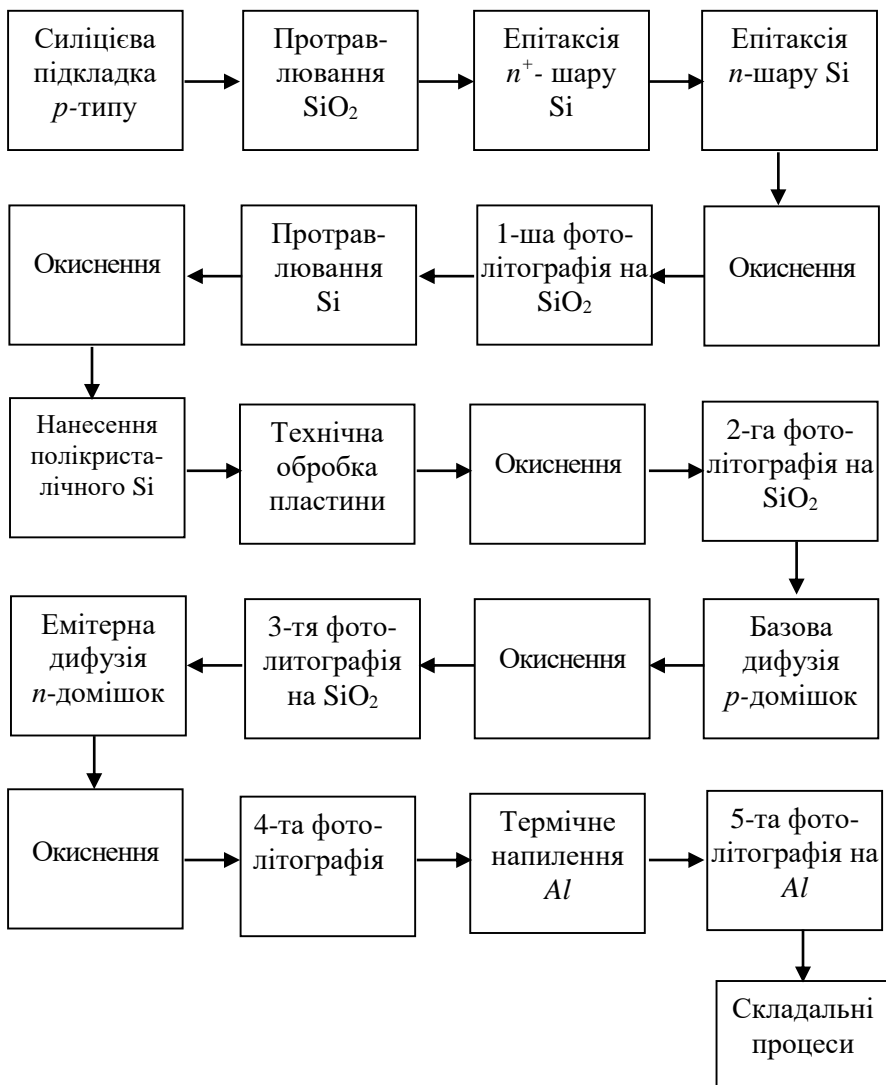 Силіцієва
підкладка
p-типу
Протрав-
лювання
SiO₂
Епітаксія
n⁺- шару
Si
Епітаксія
n-шару Si
Окиснення
1-ша фото-
літографія на
SiO₂
Протрав-
лювання
Si
Окиснення
Нанесення
полікриста-
лічного Si
Технічна
обробка
пластини
Окиснення
2-га фото-
літографія на
SiO₂
Базова
дифузія
p-домішок
Окиснення
3-тя фото-
литографія
на SiO₂
Емітерна
дифузія
n-домішок
Окиснення
4-та фото-
літографія
Термічне
напилення
Al
5-та фото-
літографія на
Al
Складальні
процеси